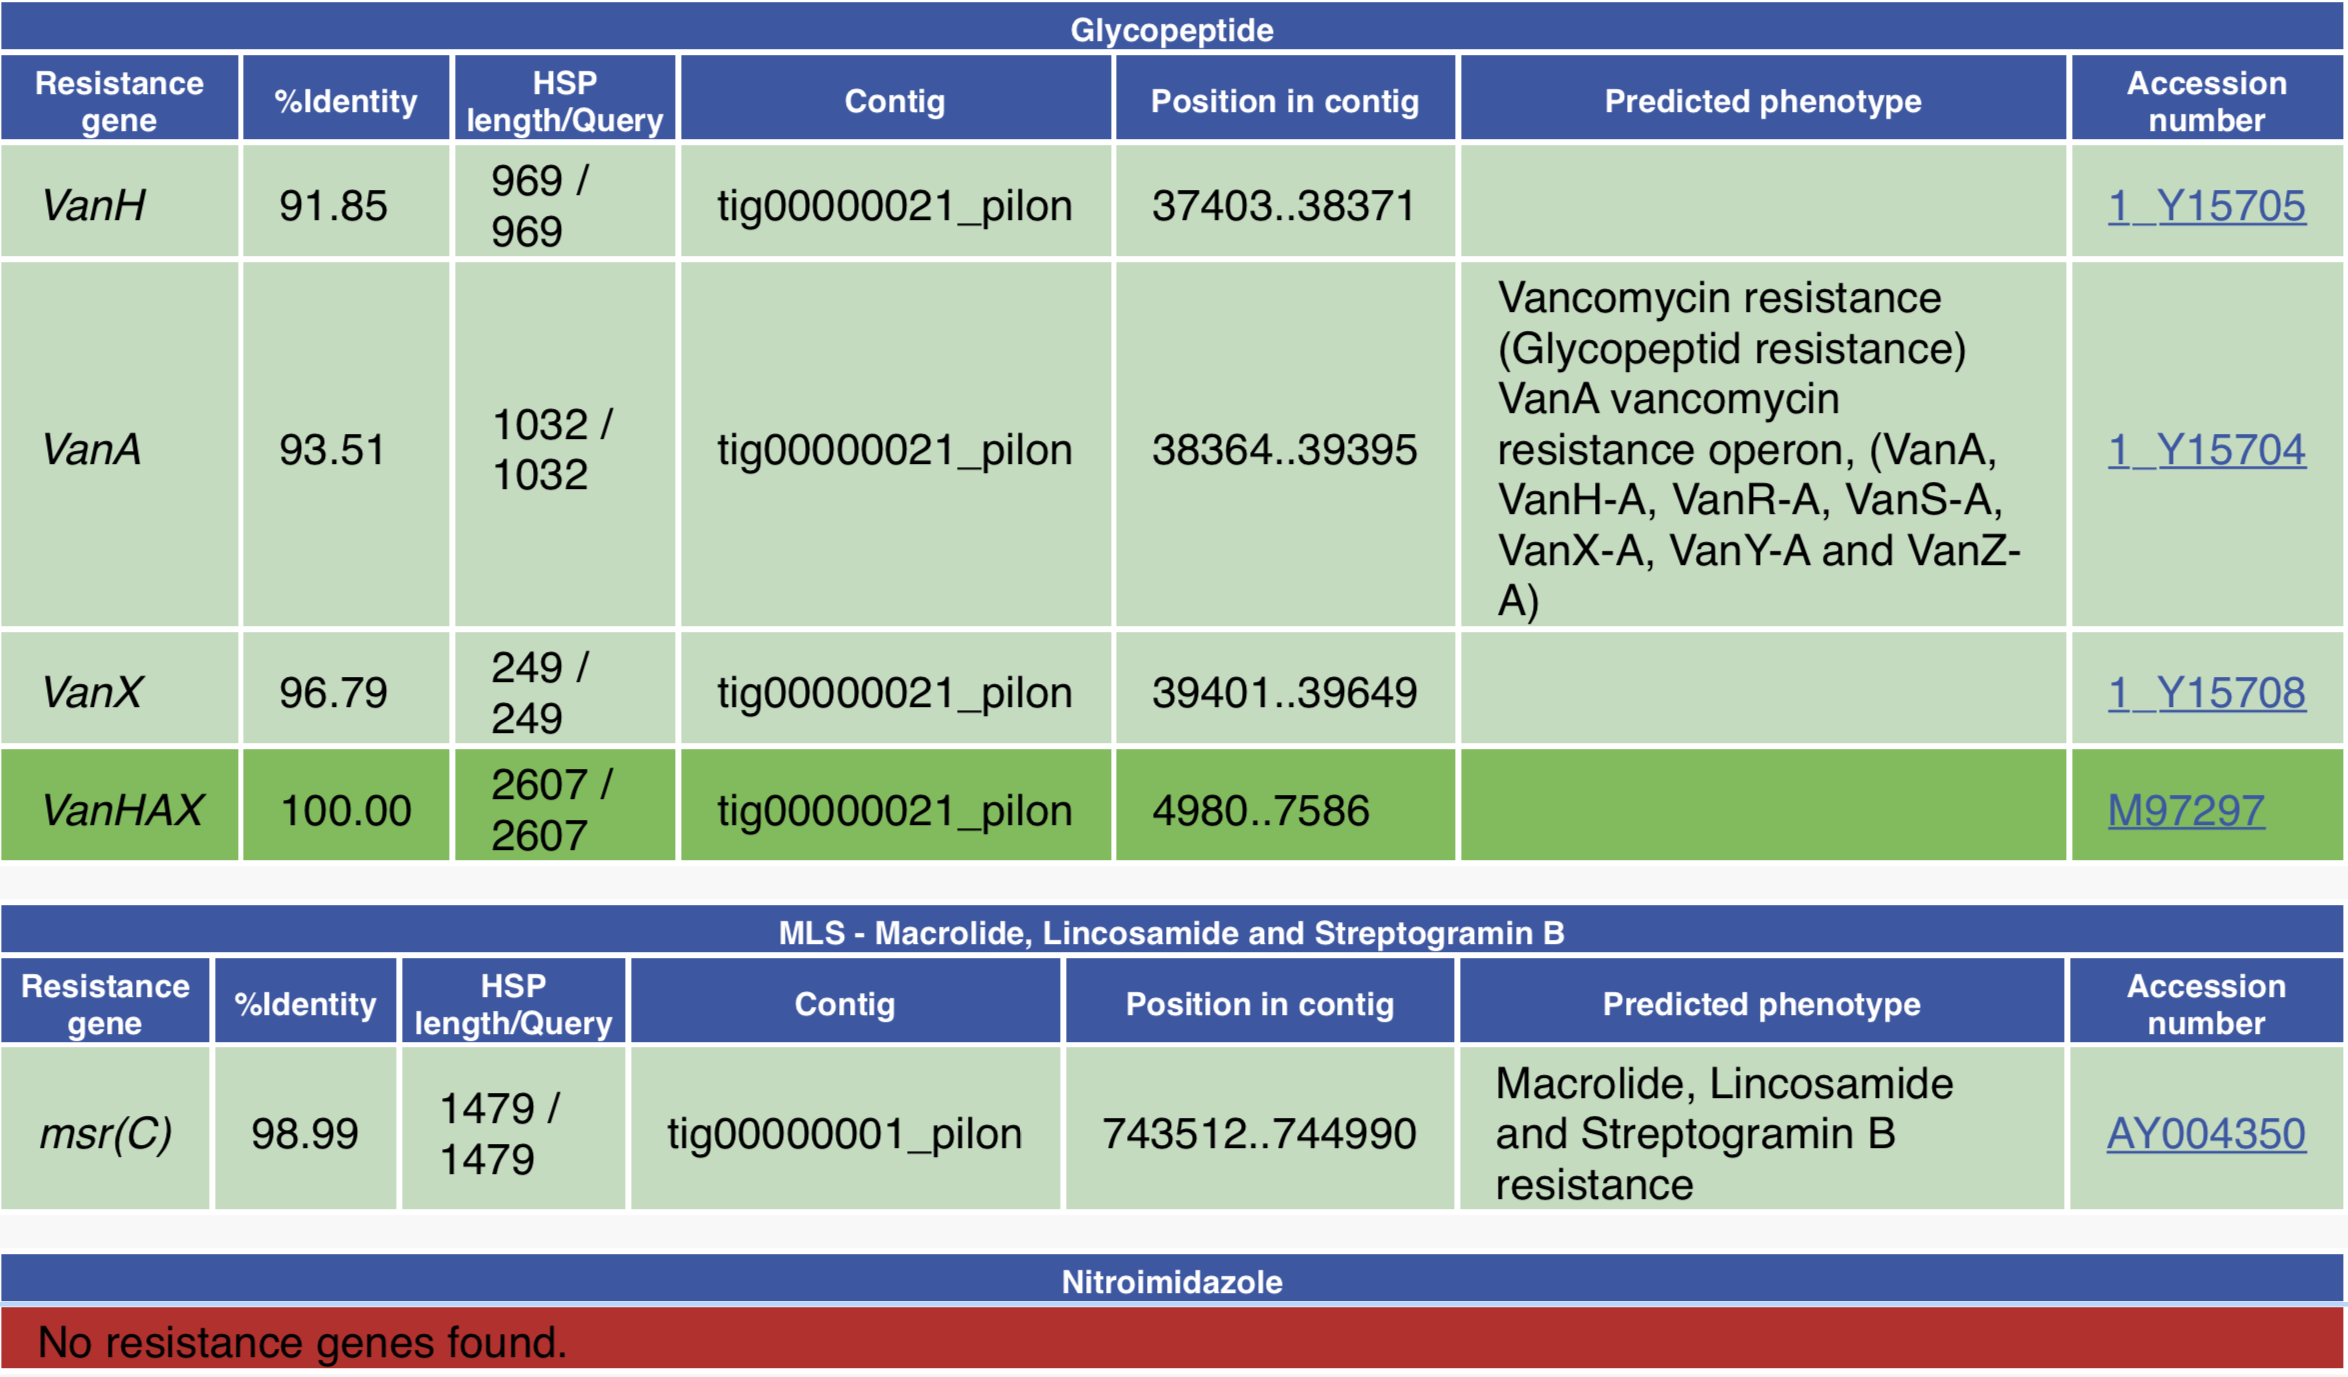 Glycopeptide
Resistance gene %Identity HSP length/Query Contig Position in contig Predicted phenotype Accession number
VanH 91.85 969 / 969 tig00000021_pilon 37403..38371 1_Y15705
VanA 93.51 1032 / 1032 tig00000021_pilon 38364..39395 Vancomycin resistance
(Glycopeptid resistance)
VanA vancomycin
resistance operon, (VanA,
VanH-A, VanR-A, VanS-A,
VanX-A, VanY-A and VanZ-
A) 1_Y15704
VanX 96.79 249 / 249 tig00000021_pilon 39401..39649 1_Y15708
VanHAX 100.00 2607 / 2607 tig00000021_pilon 4980..7586 M97297
MLS - Macrolide, Lincosamide and Streptogramin B
Resistance gene %Identity HSP length/Query Contig Position in contig Predicted phenotype Accession number
msr(C) 98.99 1479 / 1479 tig00000001_pilon 743512..744990 Macrolide, Lincosamide
and Streptogramin B
resistance AY004350
Nitroimidazole
No resistance genes found.